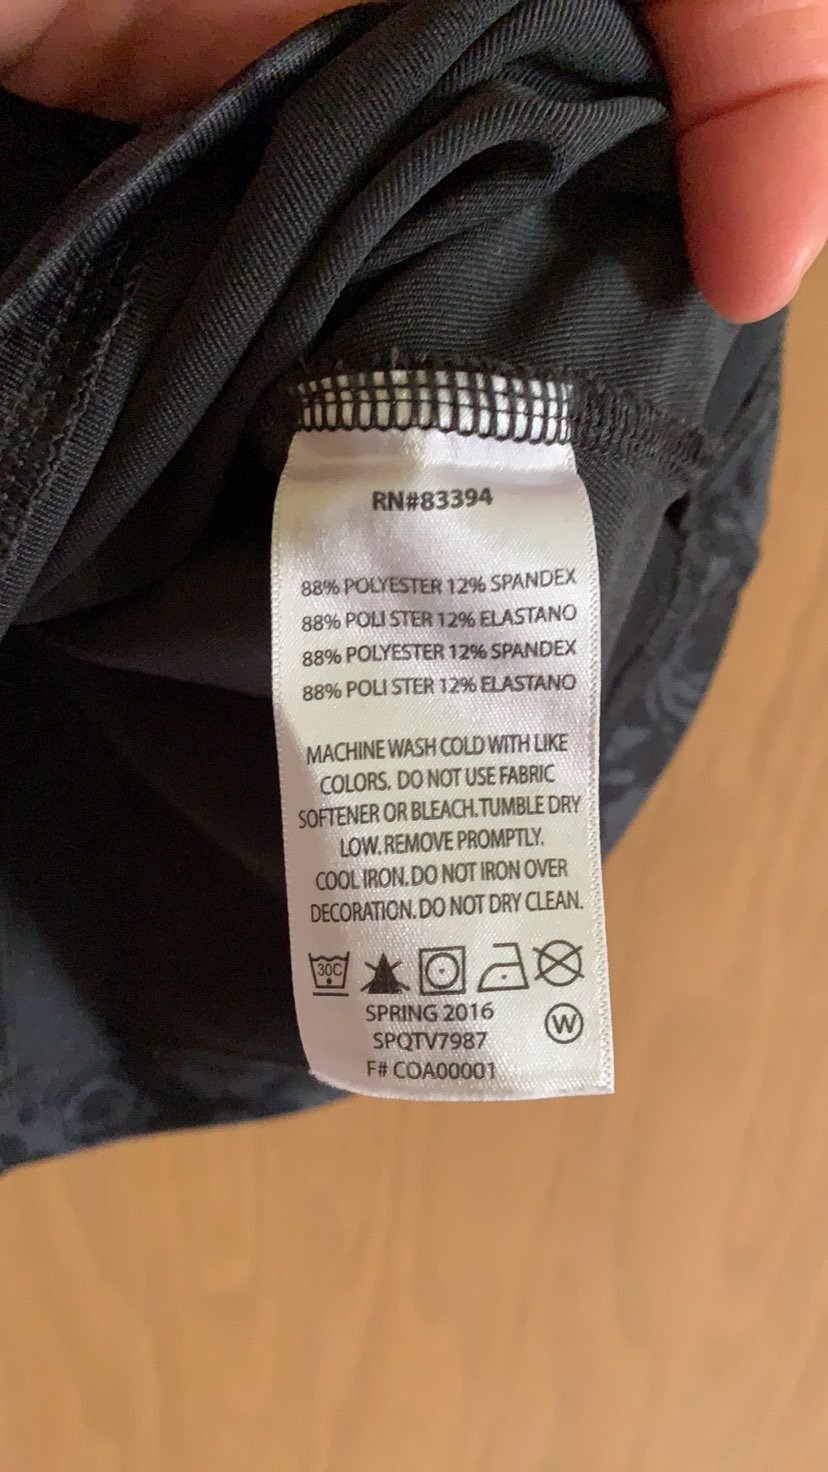 RN#83394
88% POLYESTER 12% SPANDEX
88% POLI STER 12% ELASTANO
88% POLYESTER 12% SPANDEX
88% POLI STER 12% ELASTANO
MACHINE WASH COLD WITH LIKE
COLORS. DO NOT USE FABRIC
SOFTENER OR BLEACH.TUMBLE DRY
LOW. REMOVE PROMPTLY.
COOL IRON. DO NOT IRON OVER
DECORATION. DO NOT DRY CLEAN.
30C
SPRING 2016
W
SPQTV7987
F# COA00001